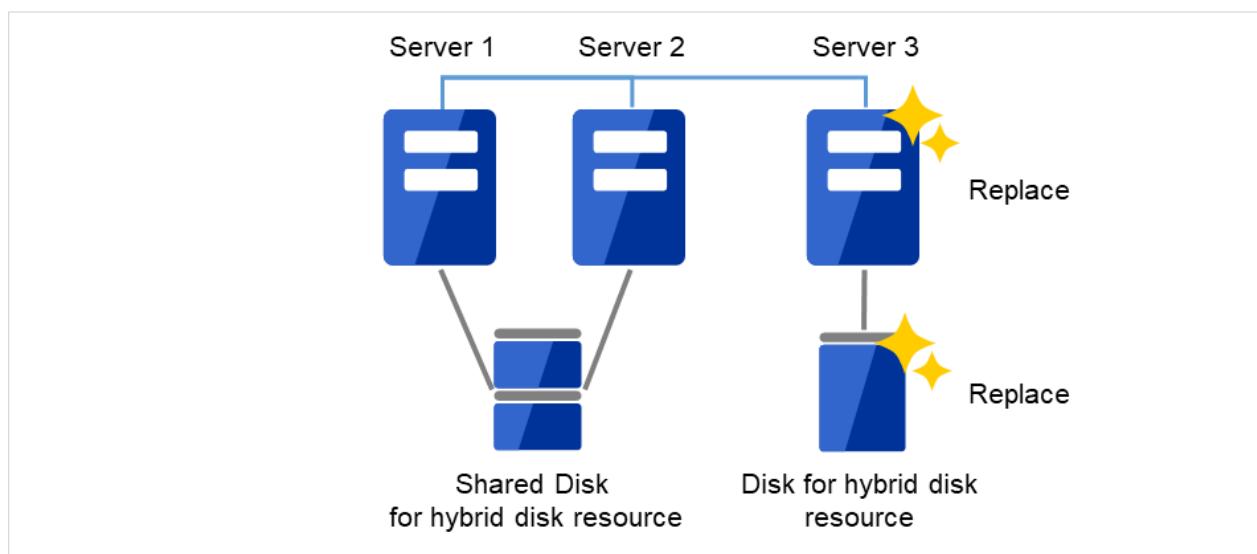 Server 1
Server 2
Server 3
Replace
Replace
Shared Disk
for hybrid disk resource
Disk for hybrid disk
resource